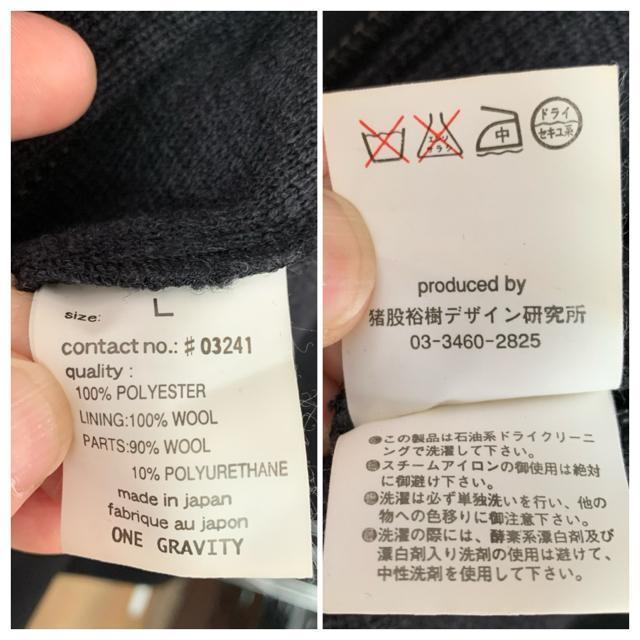 size: L
contact no.: #03241
quality :
100% POLYESTER
LINING:100% WOOL
PARTS:90% WOOL
10% POLYURETHANE
made in japan
fabrique au japon
ONE GRAVITY
エンソ
サラシ
中
ドライ
セキユ系
produced by
猪股裕樹デザイン研究所
03-3460-2825
この製品は石油系ドライクリーニ
ングで洗濯して下さい。
スチームアイロンの御使用は絶対
に御避け下さい。
洗濯は必ず単独洗いを行い、他の
物への色移りに御注意下さい。
洗濯の際には、酵素系漂白剤及び
漂白剤入り洗剤の使用は避けて、
中性洗剤を使用して下さい。